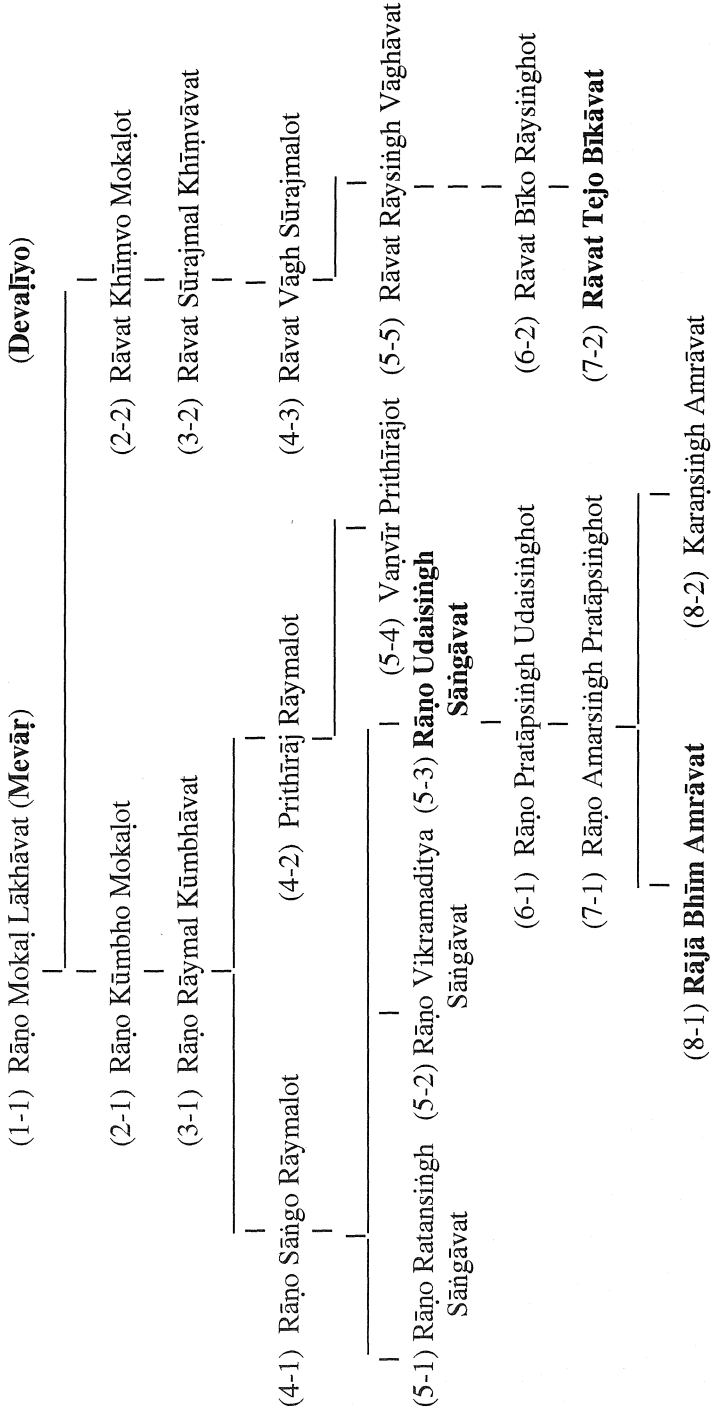 (1-1) Rāṇo Mokaḷ Lākhāvat (Mevāṛ) (Devaḷīyo)
(2-1) Rāṇo Kūmbho Mokaḷot (2-2) Rāvat Khīṃvo Mokaḷot
(3-1) Rāṇo Rāymal Kūmbhāvat (3-2) Rāvat Sūrajmal Khīṃvāvat
(4-1) Rāṇo Sāṅgo Rāymalot (4-2) Prithīrāj Rāymalot (4-3) Rāvat Vāgh Sūrajmalot
(5-4) Vaṇvīr Prithīrājot (5-5) Rāvat Rāysiṅgh Vāghāvat
(5-1) Rāṇo Ratansiṅgh (5-2) Rāṇo Vikramaditya (5-3) Rāṇo Udaisiṅgh
Sāṅgāvat Sāṅgāvat Sāṅgāvat
(6-1) Rāṇo Pratāpsiṅgh Udaisiṅghot (6-2) Rāvat Bīko Rāysiṅghot
(7-1) Rāṇo Amarsiṅgh Pratāpsiṅghot (7-2) Rāvat Tejo Bīkāvat
(8-1) Rājā Bhīm Amrāvat (8-2) Karaṇsiṅgh Amrāvat